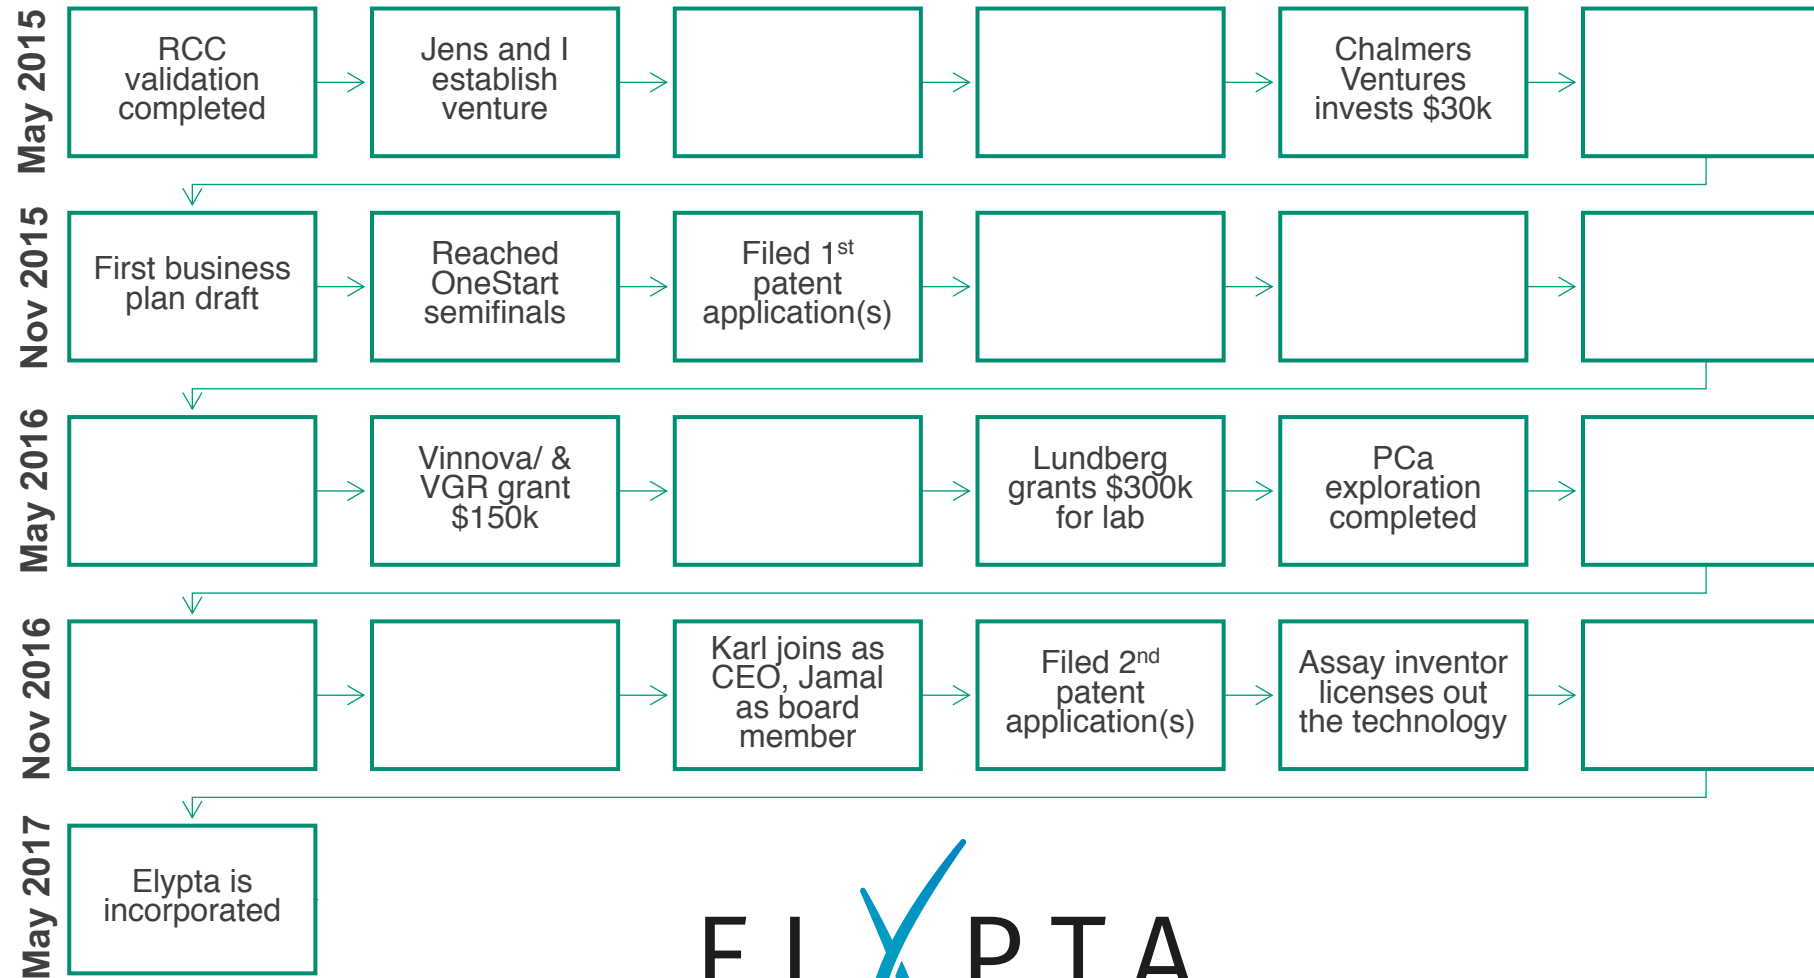 May 2015
RCC
validation
completed
Jens and I
establish
venture
Chalmers
Ventures
invests $30k
Nov 2015
First business
plan draft
Reached
OneStart
semifinals
Filed 1st
patent
application(s)
May 2016
Vinnova/ &
VGR grant
$150k
Lundberg
grants $300k
for lab
PCa
exploration
completed
Nov 2016
Karl joins as
CEO, Jamal
as board
member
Filed 2nd
patent
application(s)
Assay inventor
licenses out
the technology
May 2017
Elypta is
incorporated
ELYPTA